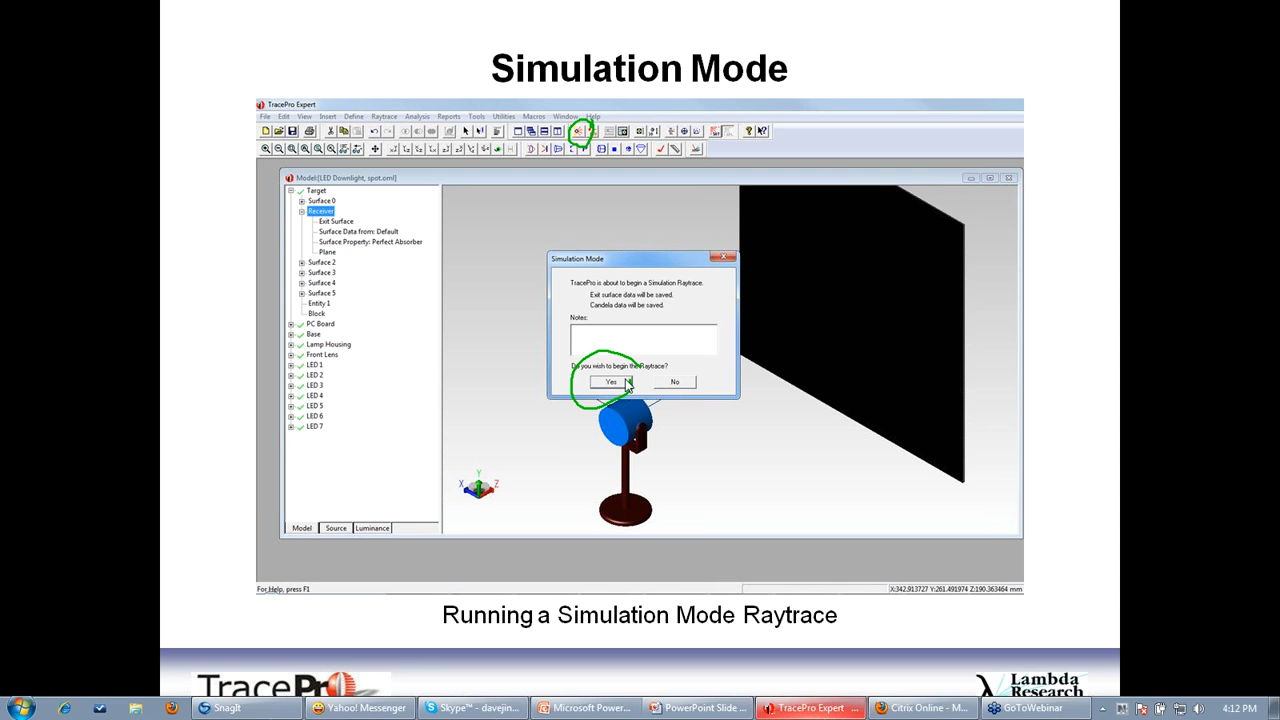 Simulation Mode
TracePro Expert
File Edit View Insert Define Raytrace Analysis Reports Tools Utilities Macros Window Help
Model:[LED Downlight, spot.oml]
Target
Surface 0
Receiver
Exit Surface
Surface Data from: Default
Surface Property: Perfect Absorber
Plane
Surface 2
Surface 3
Surface 4
Surface 5
Entity 1
Block
PC Board
Base
Lamp Housing
Front Lens
LED 1
LED 2
LED 3
LED 4
LED 5
LED 6
LED 7
Model Source Luminance
Simulation Mode
TracePro is about to begin a Simulation Raytrace.
Exit surface data will be saved.
Candela data will be saved.
Notes:
Do you wish to begin the Raytrace?
Yes No
Y
X Z
For Help, press F1
X:342.913727 Y:261.491974 Z:190.363464 mm
Running a Simulation Mode Raytrace
TracePro
Lambda
Research
SnagIt
Yahoo! Messenger
Skype™ - davejin...
Microsoft Pow...
PowerPoint Slide ...
TracePro Expert ...
Citrix Online - M...
GoToWebinar
4:12 PM